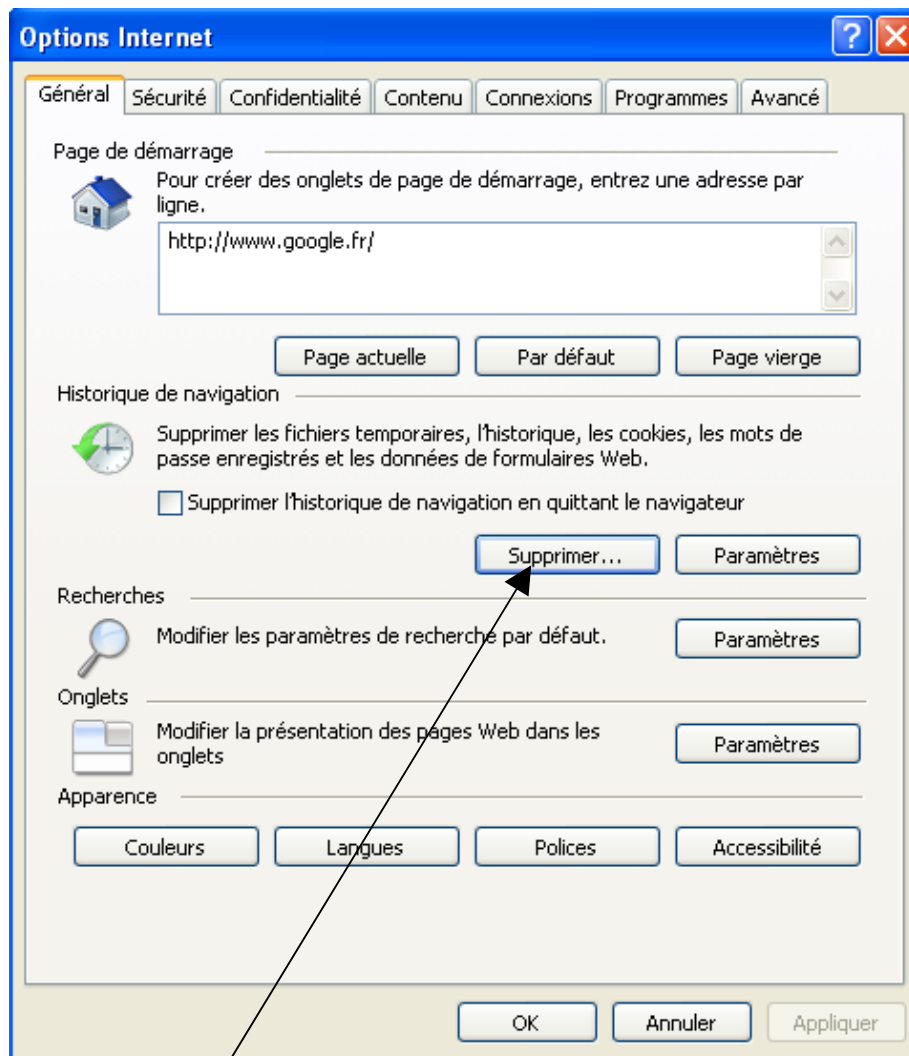 Options Internet
?
Général Sécurité Confidentialité Contenu Connexions Programmes Avancé
Page de démarrage
Pour créer des onglets de page de démarrage, entrez une adresse par
ligne.
http://www.google.fr/
Page actuelle Par défaut Page vierge
Historique de navigation
Supprimer les fichiers temporaires, l'historique, les cookies, les mots de
passe enregistrés et les données de formulaires Web.
Supprimer l'historique de navigation en quittant le navigateur
Supprimer... Paramètres
Recherches
Modifier les paramètres de recherche par défaut. Paramètres
Onglets
Modifier la présentation des pages Web dans les
onglets
Paramètres
Apparence
Couleurs Langues Polices Accessibilité
OK Annuler Appliquer